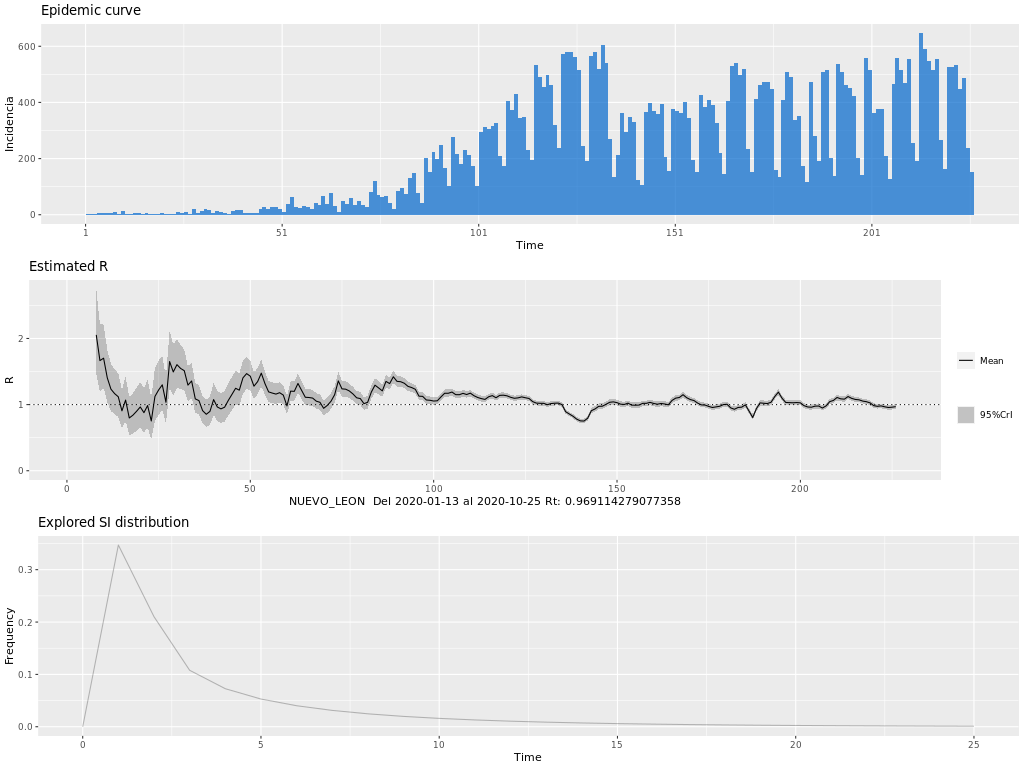 Epidemic curve
600
400
200
0
Incidencia
1 51 101 151 201
Time
Estimated R
2
1
0
R
0 50 100 150 200
NUEVO_LEON Del 2020-01-13 al 2020-10-25 Rt: 0.969114279077358
Mean
95%CrI
Explored SI distribution
0.3
0.2
0.1
0.0
Frequency
0 5 10 15 20 25
Time